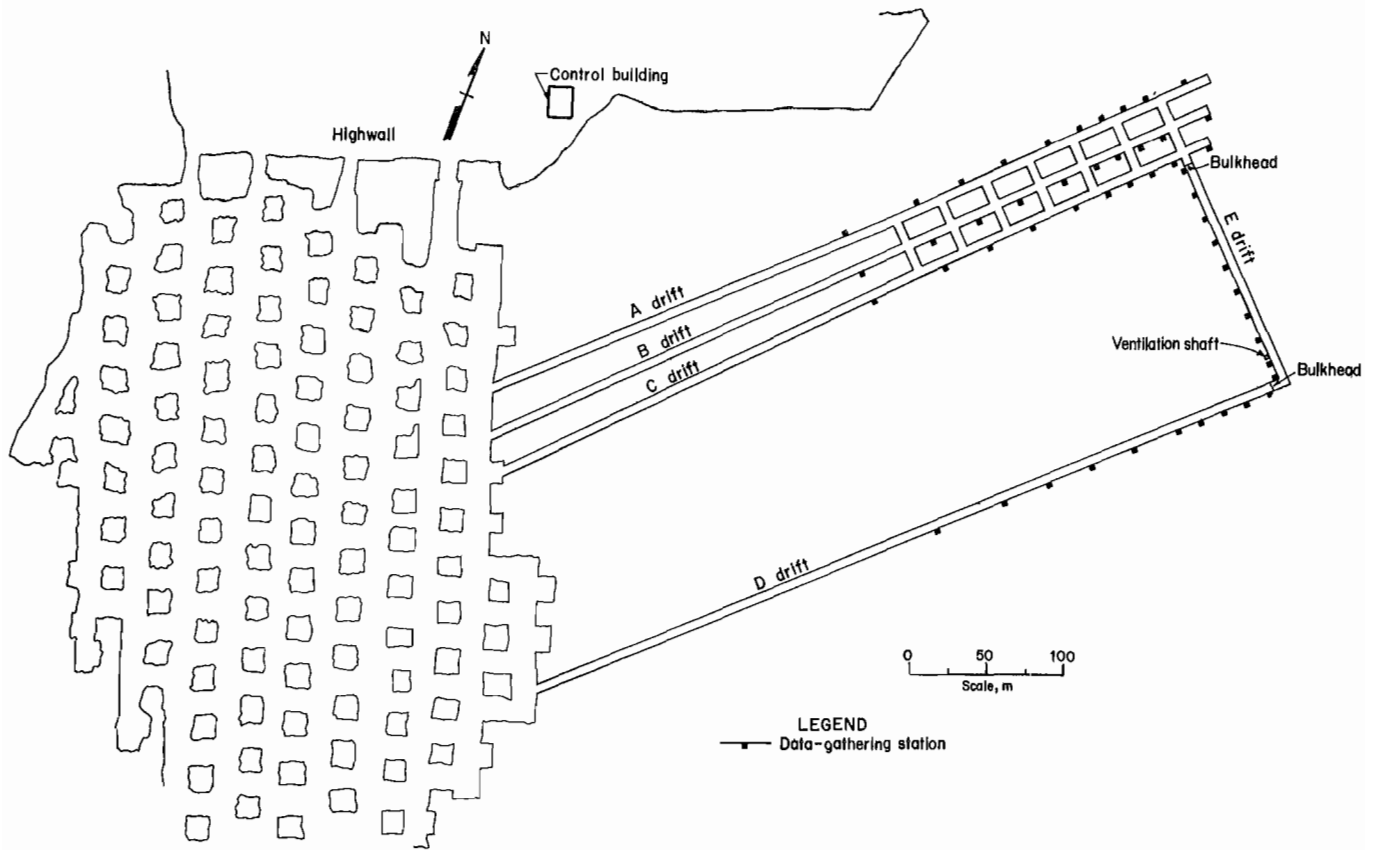 N
Control building
Highwall
Bulkhead
E drift
A drift
B drift
C drift
Ventilation shaft
Bulkhead
D drift
0 50 100
Scale, m
LEGEND
Data-gathering station